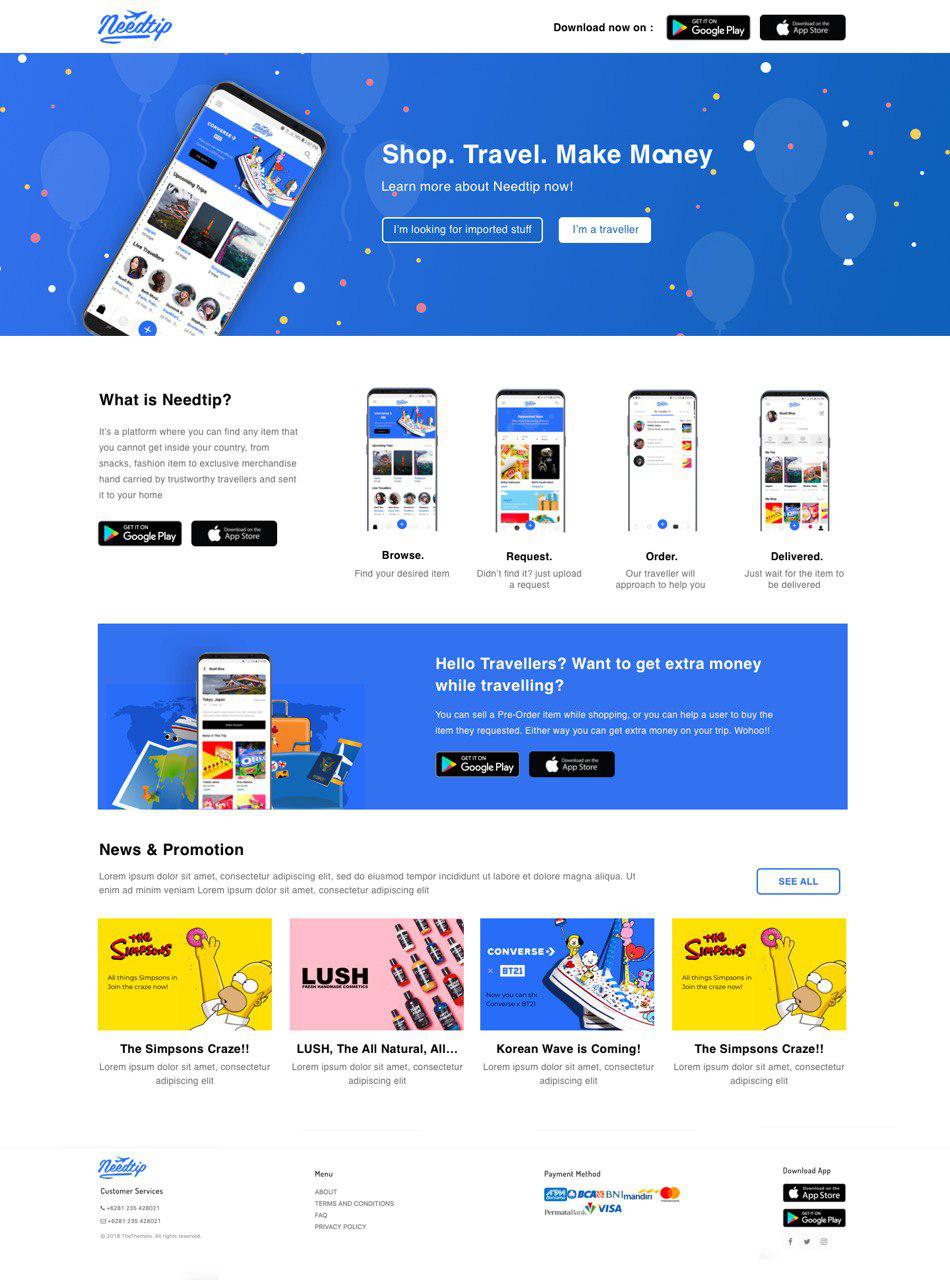 Needtip
Download now on :
GET IT ON
Google Play
Download on the
App Store
Needtip
CONVERSE
BT21
Upcoming Trips
Japan
France
Singapore
Live Travellers
Shop. Travel. Make Money
Learn more about Needtip now!
I'm looking for imported stuff
I'm a traveller
What is Needtip?
It's a platform where you can find any item that
you cannot get inside your country, from
snacks, fashion item to exclusive merchandise
hand carried by trustworthy travellers and sent
it to your home
GET IT ON
Google Play
Download on the
App Store
Browse.
Find your desired item
Request.
Didn't find it? just upload
a request
Order.
Our traveller will
approach to help you
Delivered.
Just wait for the item to
be delivered
Tokyo, Japan
Hello Travellers? Want to get extra money
while travelling?
You can sell a Pre-Order item while shopping, or you can help a user to buy the
item they requested. Either way you can get extra money on your trip. Wohoo!!
GET IT ON
Google Play
Download on the
App Store
News & Promotion
Lorem ipsum dolor sit amet, consectetur adipiscing elit, sed do eiusmod tempor incididunt ut labore et dolore magna aliqua. Ut
enim ad minim veniam Lorem ipsum dolor sit amet, consectetur adipiscing elit
SEE ALL
THE
SIMPSONS
All things Simpsons in
Join the craze now!
The Simpsons Craze!!
Lorem ipsum dolor sit amet, consectetur
adipiscing elit
LUSH
FRESH HANDMADE COSMETICS
LUSH, The All Natural, All...
Lorem ipsum dolor sit amet, consectetur
adipiscing elit
CONVERSE
× BT21
Now you can shi
Converse x BT21
Korean Wave is Coming!
Lorem ipsum dolor sit amet, consectetur
adipiscing elit
THE
SIMPSONS
All things Simpsons in
Join the craze now!
The Simpsons Craze!!
Lorem ipsum dolor sit amet, consectetur
adipiscing elit
Needtip
Customer Services
+6281 235 428021
+6281 235 428021
© 2018 TheThemeio. All rights reserved.
Menu
ABOUT
TERMS AND CONDITIONS
FAQ
PRIVACY POLICY
Payment Method
ATM Bersama BCA BNI mandiri
PermataBank VISA
Download App
Download on the
App Store
GET IT ON
Google Play